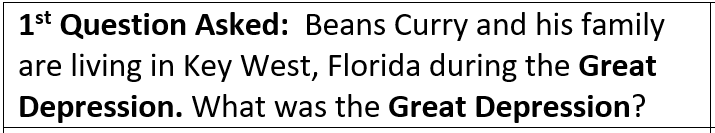 1st Question Asked:  Beans Curry and his family
are living in Key West, Florida during the Great
Depression. What was the Great Depression?